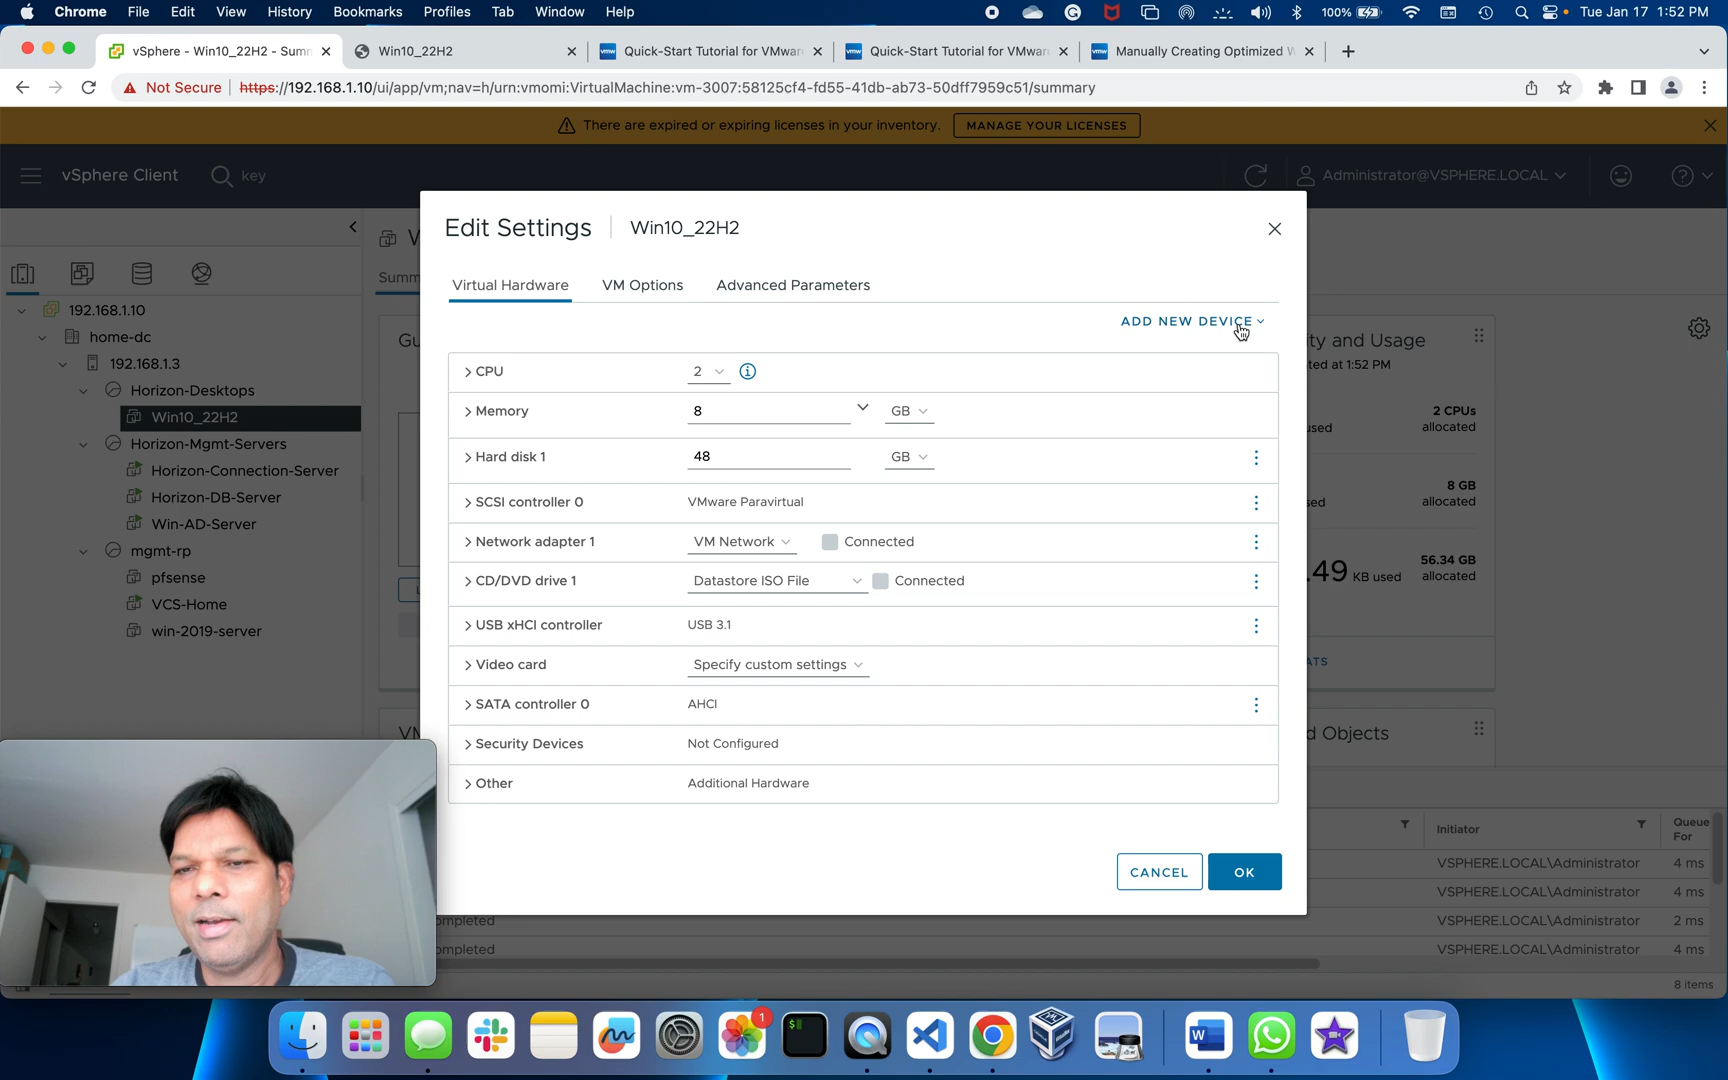 Chrome File Edit View History Bookmarks Profiles Tab Window Help 100% Tue Jan 17 1:52 PM
vSphere - Win10_22H2 - Summ Win10_22H2 Quick-Start Tutorial for VMwar Quick-Start Tutorial for VMwar Manually Creating Optimized W
Not Secure https://192.168.1.10/ui/app/vm;nav=h/urn:vmomi:VirtualMachine:vm-3007:58125cf4-fd55-41db-ab73-50dff7959c51/summary
There are expired or expiring licenses in your inventory. MANAGE YOUR LICENSES
vSphere Client key Administrator@VSPHERE.LOCAL
Edit Settings Win10_22H2
Summ
Virtual Hardware VM Options Advanced Parameters
ADD NEW DEVICE
192.168.1.10
home-dc
192.168.1.3
Horizon-Desktops
Win10_22H2
Horizon-Mgmt-Servers
Horizon-Connection-Server
Horizon-DB-Server
Win-AD-Server
mgmt-rp
pfsense
VCS-Home
win-2019-server
Gu
VM
CPU 2
Memory 8 GB
Hard disk 1 48 GB
SCSI controller 0 VMware Paravirtual
Network adapter 1 VM Network Connected
CD/DVD drive 1 Datastore ISO File Connected
USB xHCI controller USB 3.1
Video card Specify custom settings
SATA controller 0 AHCI
Security Devices Not Configured
Other Additional Hardware
CANCEL OK
ity and Usage
ted at 1:52 PM
2 CPUs
used allocated
8 GB
sed allocated
.49 KB used 56.34 GB
allocated
ATS
d Objects
Initiator Queue
For
VSPHERE.LOCAL\Administrator 4 ms
VSPHERE.LOCAL\Administrator 4 ms
ompleted VSPHERE.LOCAL\Administrator 2 ms
ompleted VSPHERE.LOCAL\Administrator 4 ms
8 items
1